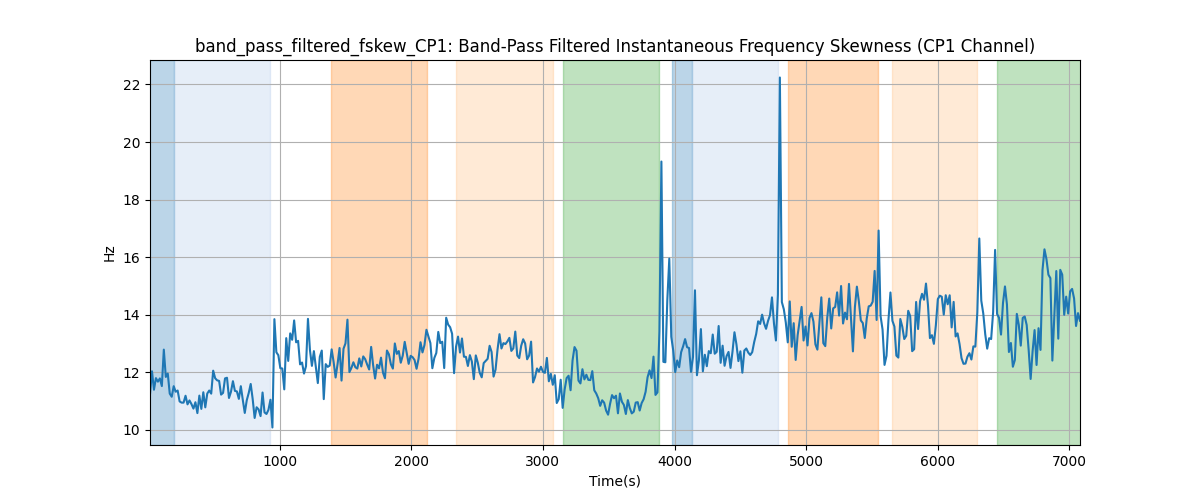 band_pass_filtered_fskew_CP1: Band-Pass Filtered Instantaneous Frequency Skewness (CP1 Channel)
22
20
18
16
14
12
10
Hz
1000 2000 3000 4000 5000 6000 7000
Time(s)